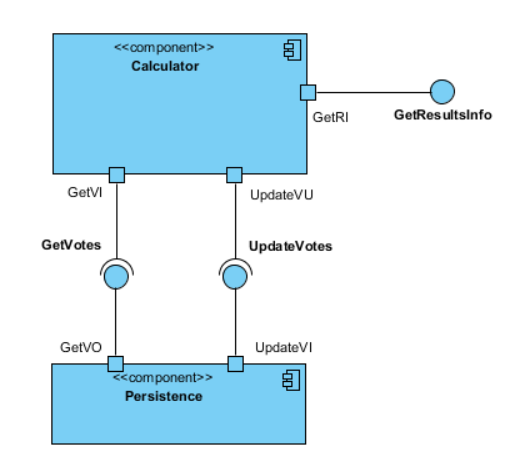 <<component>>
Calculator
GetRI
GetResultsInfo
GetVI
UpdateVU
GetVotes
UpdateVotes
GetVO
UpdateVI
<<component>>
Persistence